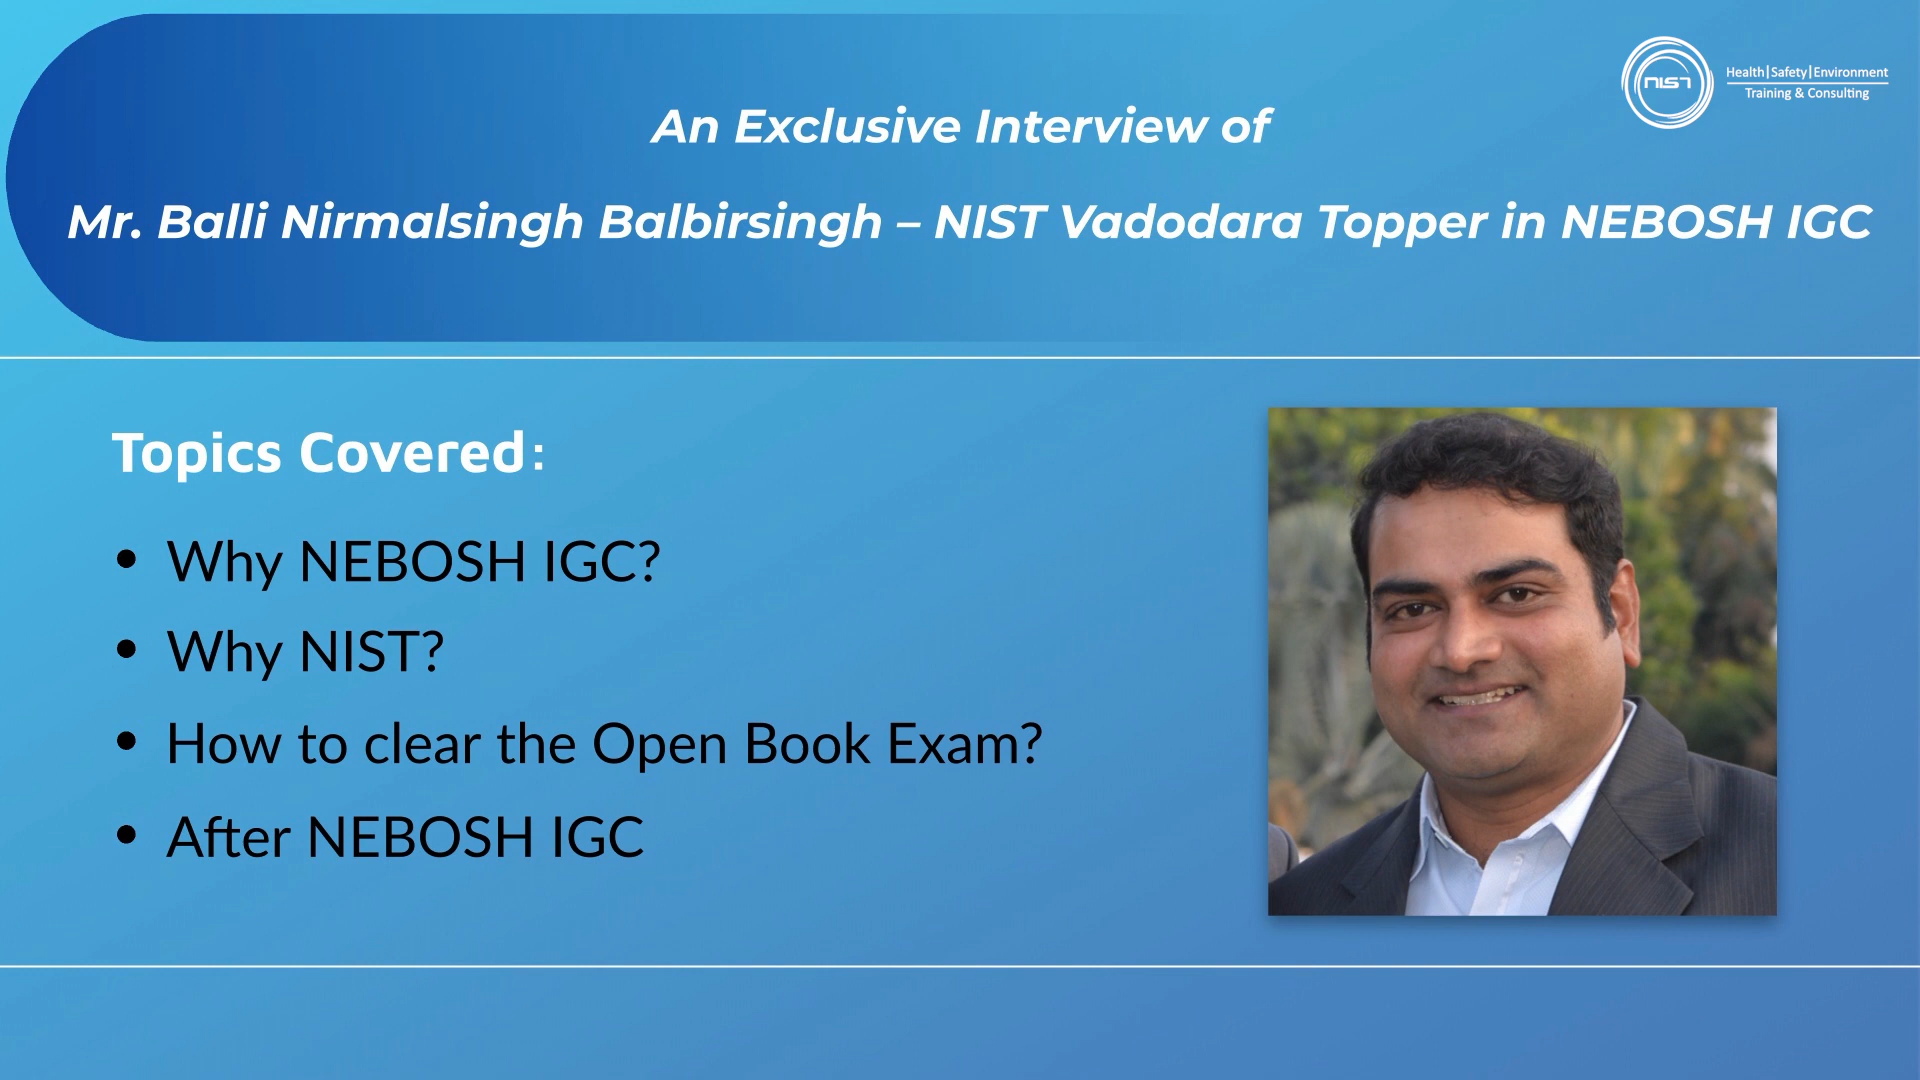 nist
Health|Safety|Environment
Training & Consulting
An Exclusive Interview of
Mr. Balli Nirmalsingh Balbirsingh – NIST Vadodara Topper in NEBOSH IGC
Topics Covered:
• Why NEBOSH IGC?
• Why NIST?
• How to clear the Open Book Exam?
• After NEBOSH IGC